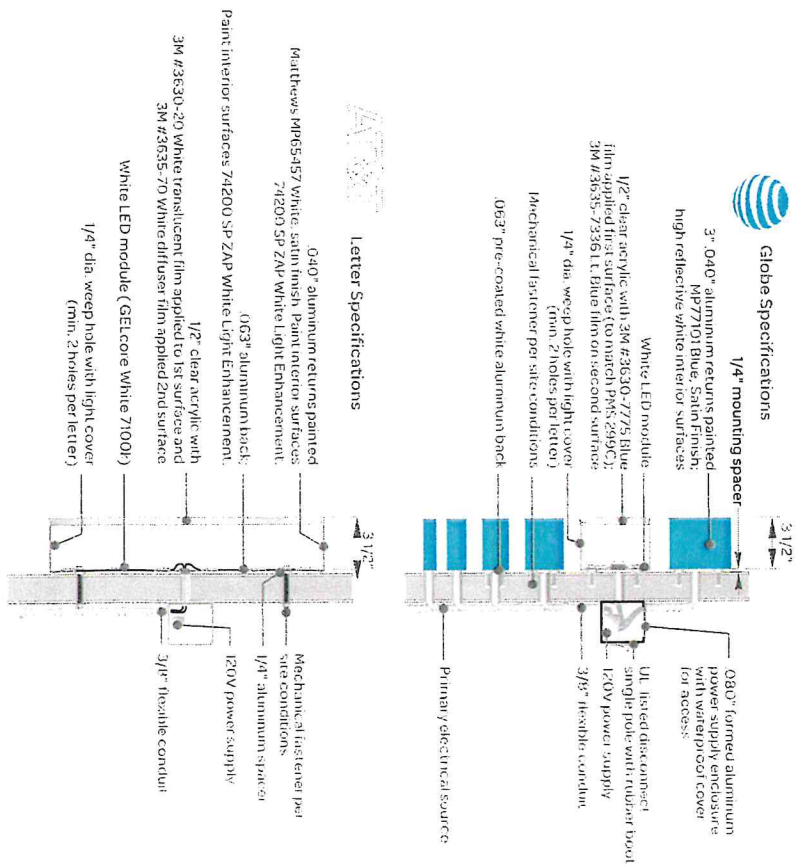 Globe Specifications
1/4" mounting spacer
3 1/2"
3" .040" aluminum returns painted
MP77101 Blue, Satin Finish;
high reflective white interior surfaces
White LED module
1/2" clear acrylic with 3M #3630-7775 Blue
film applied first surface (to match PMS 299C);
3M #3635-7336 Lt. Blue film on second surface
1/4" dia. weep hole with light cover
(min. 2 holes per letter)
Mechanical fastener per site conditions
.063" pre-coated white aluminum back
.080" formed aluminum
power supply enclosure
with waterproof cover
for access
UL listed disconnect
single pole with rubber boot
120V power supply
3/8" flexible conduit
Primary electrical source
AT&T
Letter Specifications
3 1/2"
.040" aluminum returns painted
Matthews MP65457 White, satin finish. Paint interior surfaces
74200 SP ZAP White Light Enhancement.
.063" aluminum back;
Paint interior surfaces 74200 SP ZAP White Light Enhancement.
1/2" clear acrylic with
3M #3630-20 White translucent film applied to 1st surface and
3M #3635-70 White diffuser film applied 2nd surface
White LED module (GELcore White 7100k)
1/4" dia. weep hole with light cover
(min. 2 holes per letter)
Mechanical fastener per
site conditions
1/4" aluminum spacer
120V power supply
3/8" flexible conduit